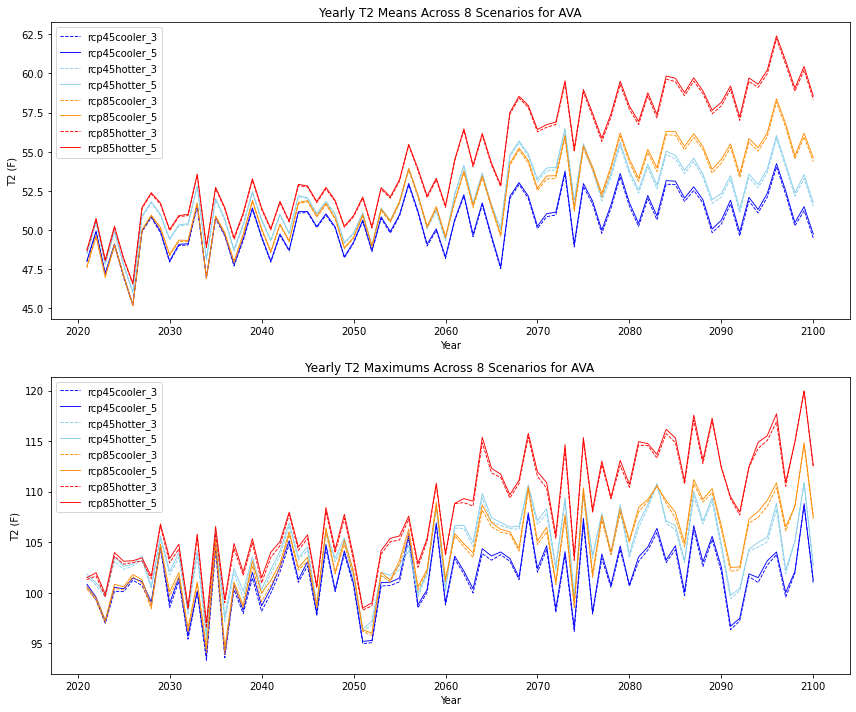 Yearly T2 Means Across 8 Scenarios for AVA
62.5
60.0
57.5
55.0
52.5
50.0
47.5
45.0
T2 (F)
rcp45cooler_3
rcp45cooler_5
rcp45hotter_3
rcp45hotter_5
rcp85cooler_3
rcp85cooler_5
rcp85hotter_3
rcp85hotter_5
2020 2030 2040 2050 2060 2070 2080 2090 2100
Year
Yearly T2 Maximums Across 8 Scenarios for AVA
120
115
110
105
100
95
T2 (F)
rcp45cooler_3
rcp45cooler_5
rcp45hotter_3
rcp45hotter_5
rcp85cooler_3
rcp85cooler_5
rcp85hotter_3
rcp85hotter_5
2020 2030 2040 2050 2060 2070 2080 2090 2100
Year